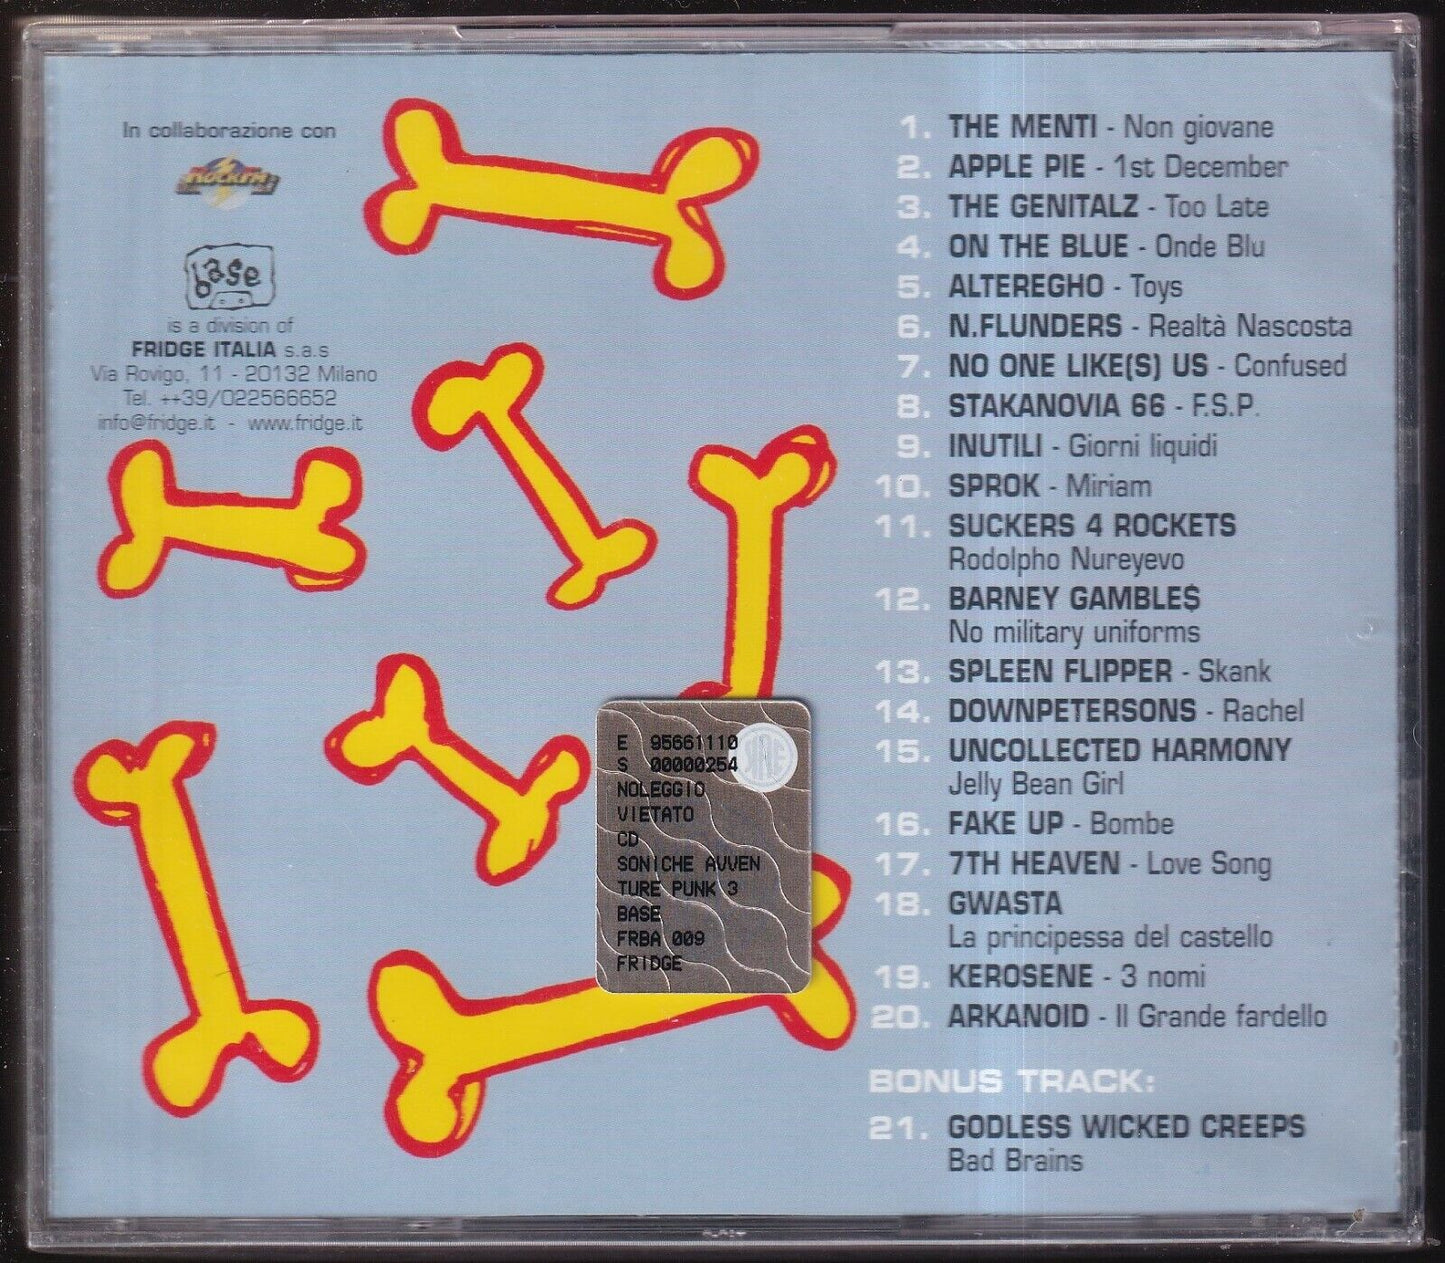 In collaborazione con
ROCKIT
base
is a division of
FRIDGE ITALIA s.a.s
Via Rovigo, 11 - 20132 Milano
Tel. ++39/022566652
info@fridge.it - www.fridge.it
1. THE MENTI - Non giovane
2. APPLE PIE - 1st December
3. THE GENITALZ - Too Late
4. ON THE BLUE - Onde Blu
5. ALTEREGHO - Toys
6. N.FLUNDERS - Realtà Nascosta
7. NO ONE LIKE(S) US - Confused
8. STAKANOVIA 66 - F.S.P.
9. INUTILI - Giorni liquidi
10. SPROK - Miriam
11. SUCKERS 4 ROCKETS
Rodolpho Nureyevo
12. BARNEY GAMBLE$
No military uniforms
13. SPLEEN FLIPPER - Skank
14. DOWNPETERSONS - Rachel
15. UNCOLLECTED HARMONY
Jelly Bean Girl
16. FAKE UP - Bombe
17. 7TH HEAVEN - Love Song
18. GWASTA
La principessa del castello
19. KEROSENE - 3 nomi
20. ARKANOID - Il Grande fardello
BONUS TRACK:
21. GODLESS WICKED CREEPS
Bad Brains
E 95661110
S 00000254
NOLEGGIO
VIETATO
CD
SONICHE AVVEN
TURE PUNK 3
BASE
FRBA 009
FRIDGE